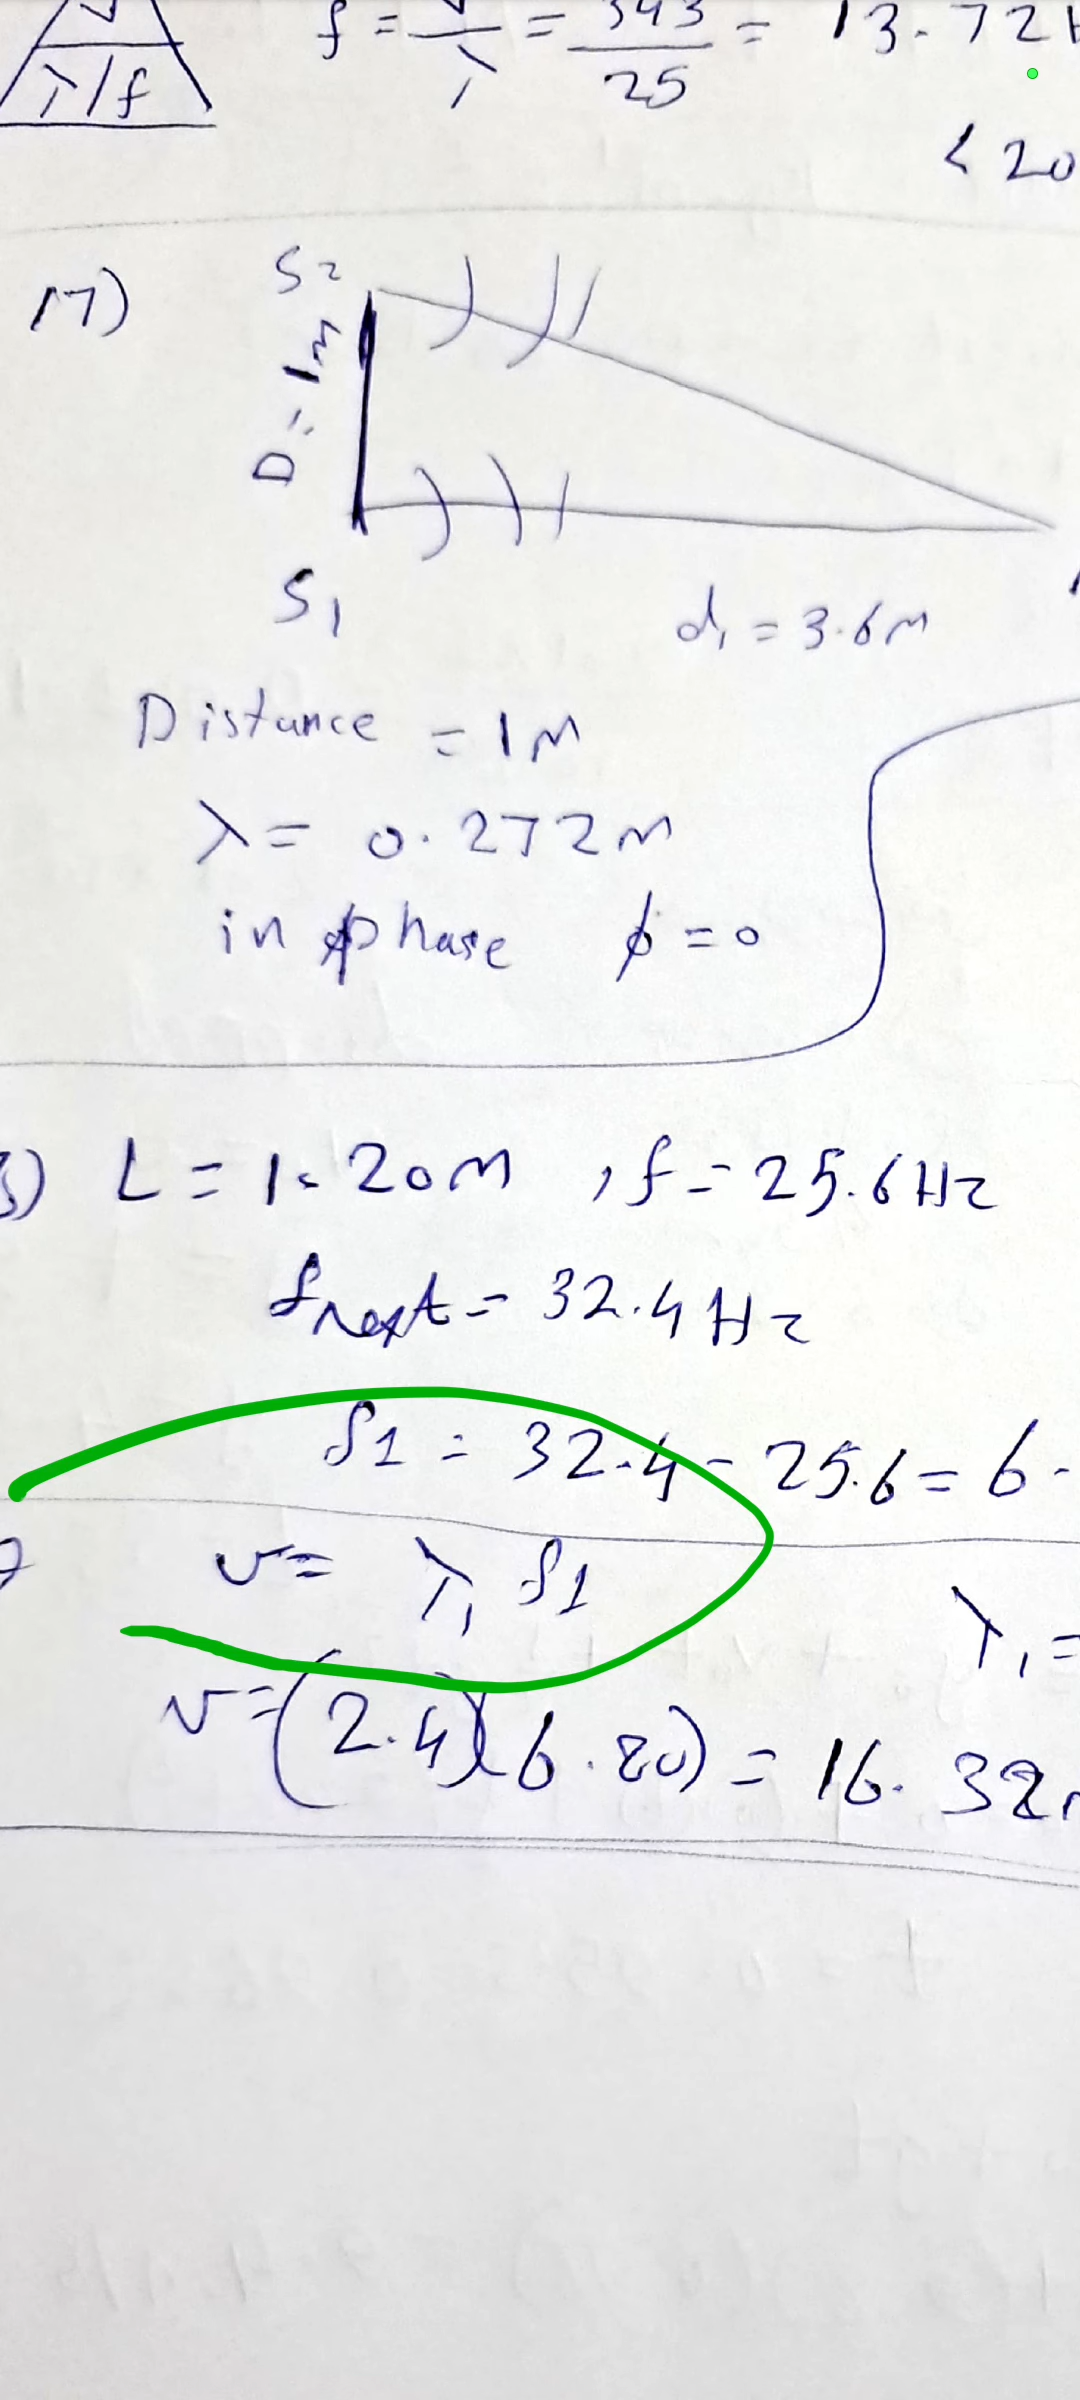 f = v/λ = 343/25 = 13.72 H
v
λ/f
< 20
17)
S2
D = 1m
S1
d1 = 3.6m
Distance = 1m
λ = 0.272m
in phase ϕ = 0
) L = 1.20m , f = 25.6Hz
fnext = 32.4Hz
f1 = 32.4 - 25.6 = 6.
v = λ1 f1
λ1 =
v = (2.4)(6.80) = 16.32